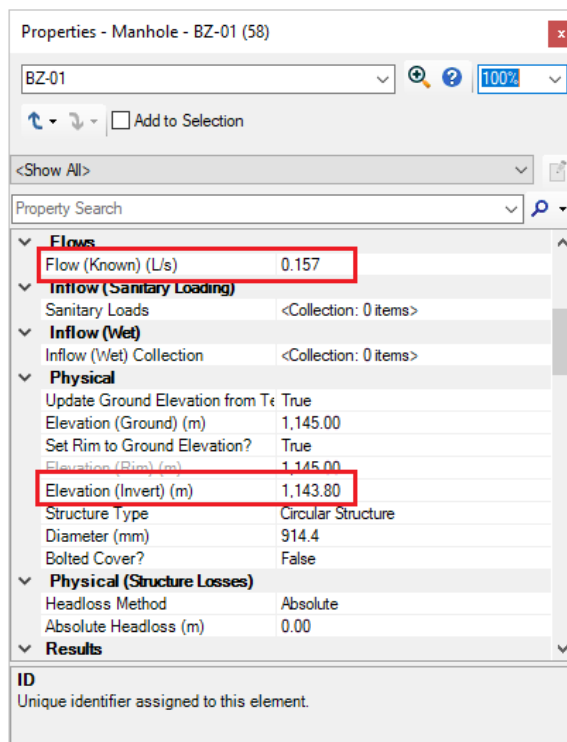 Properties - Manhole - BZ-01 (58)
x
BZ-01
100%
Add to Selection
<Show All>
Property Search
Flows
Flow (Known) (L/s) 0.157
Inflow (Sanitary Loading)
Sanitary Loads <Collection: 0 items>
Inflow (Wet)
Inflow (Wet) Collection <Collection: 0 items>
Physical
Update Ground Elevation from Te True
Elevation (Ground) (m) 1,145.00
Set Rim to Ground Elevation? True
Elevation (Rim) (m) 1,145.00
Elevation (Invert) (m) 1,143.80
Structure Type Circular Structure
Diameter (mm) 914.4
Bolted Cover? False
Physical (Structure Losses)
Headloss Method Absolute
Absolute Headloss (m) 0.00
Results
ID
Unique identifier assigned to this element.